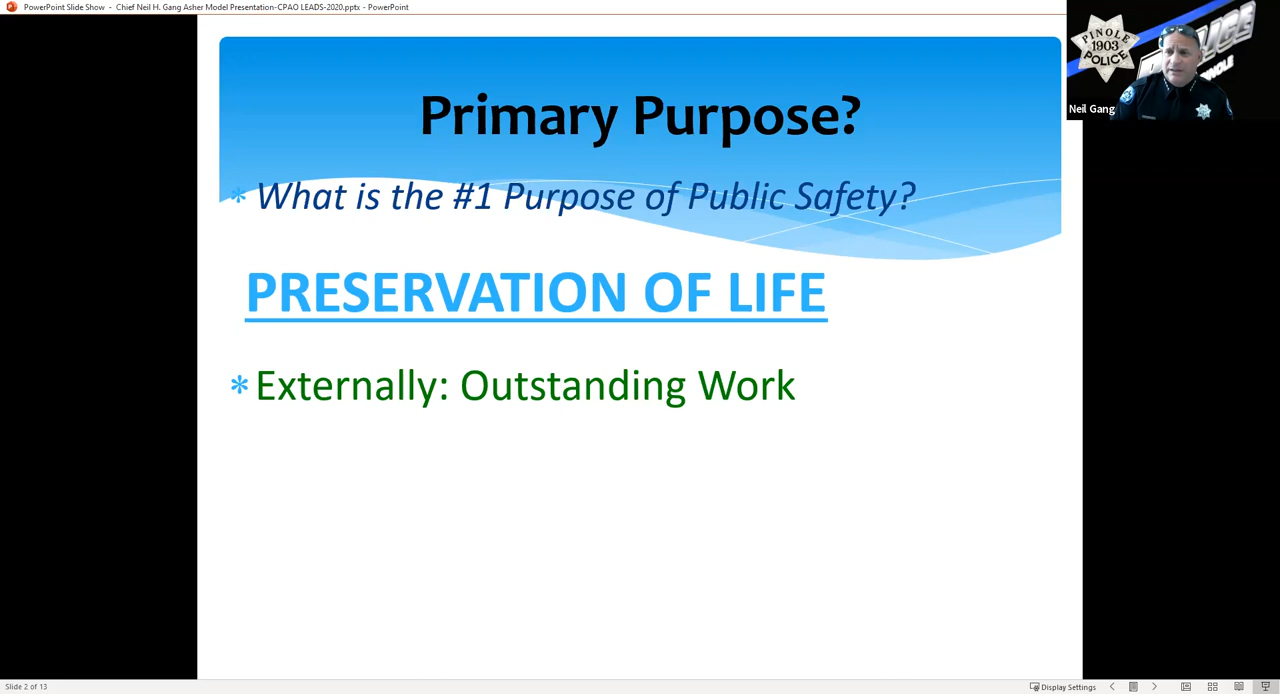 PowerPoint Slide Show - Chief Neil H. Gang Asher Model Presentation-CPAO LEADS-2020.pptx - PowerPoint
PINOLE
1903
POLICE
POLICE
PINOLE
Neil Gang
Primary Purpose?
* What is the #1 Purpose of Public Safety?
PRESERVATION OF LIFE
* Externally: Outstanding Work
Slide 2 of 13
Display Settings